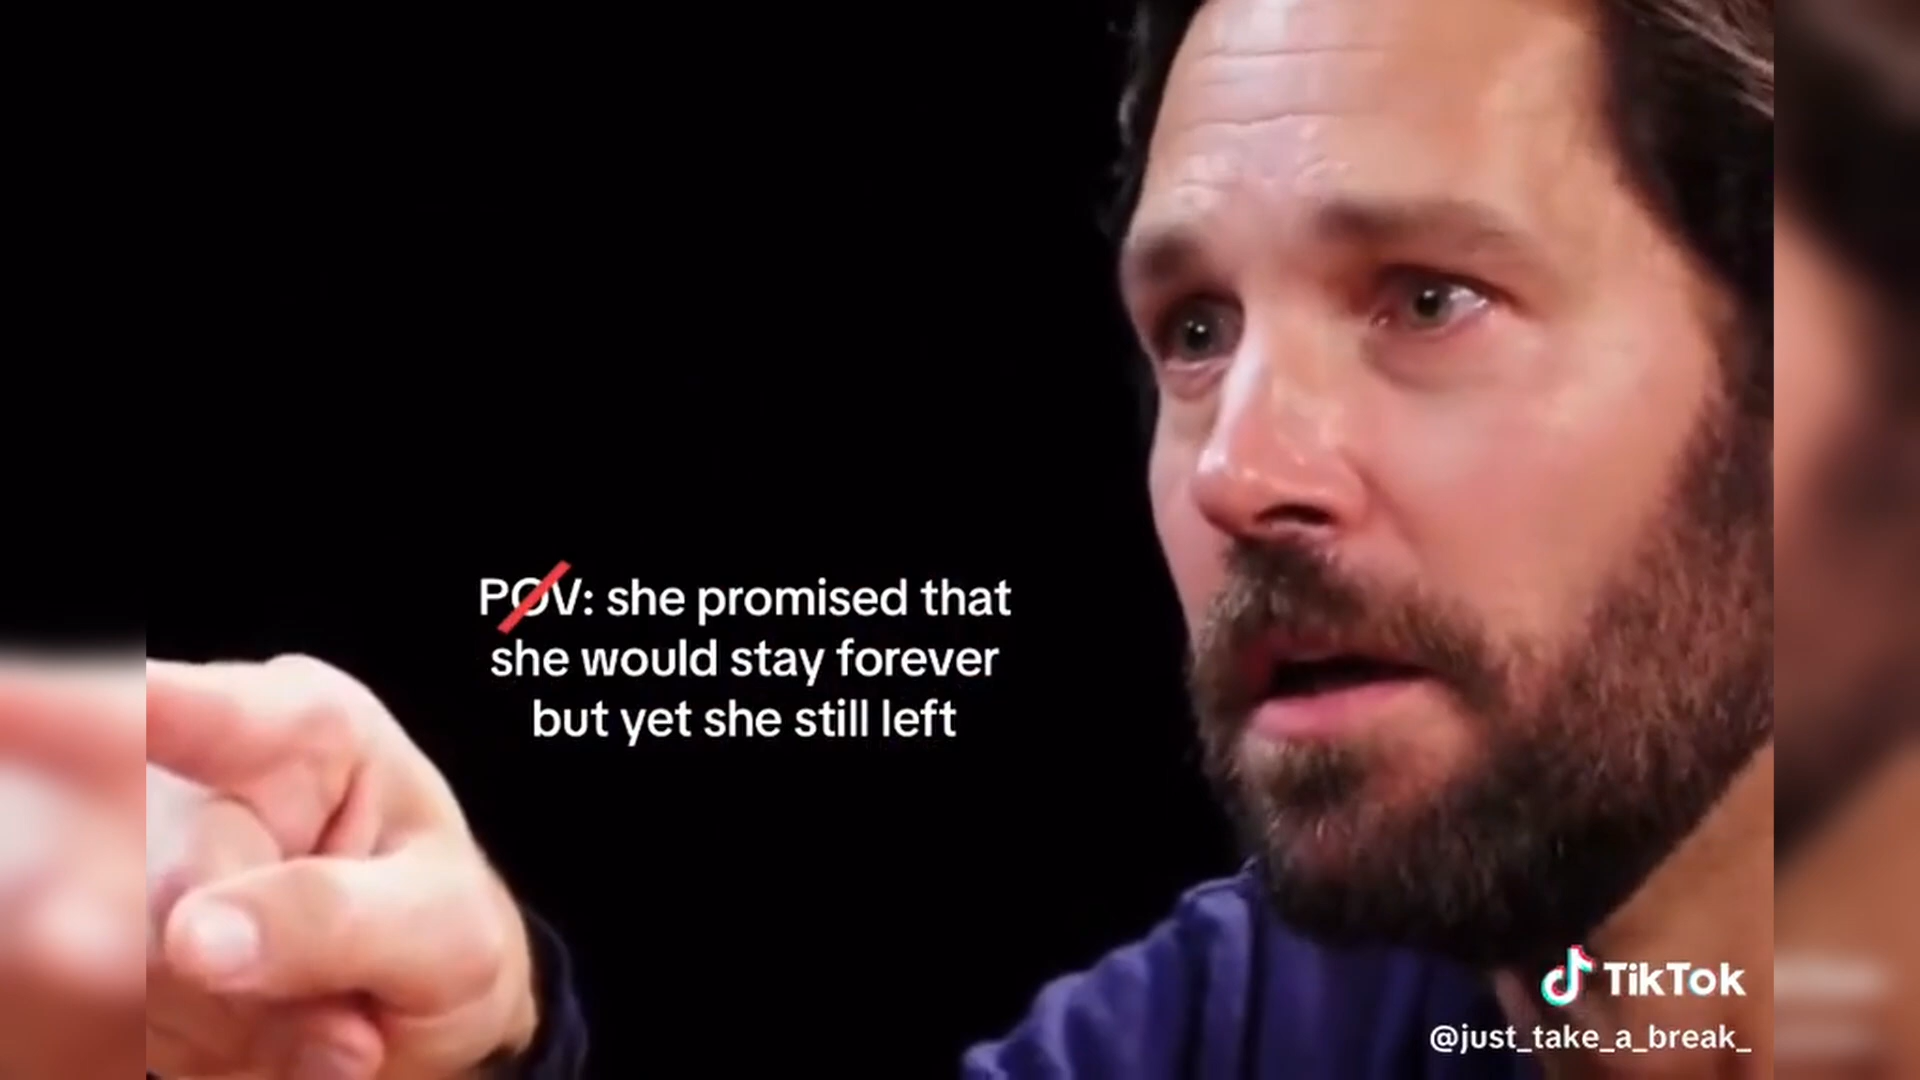 POV: she promised that
she would stay forever
but yet she still left
TikTok
@just_take_a_break_